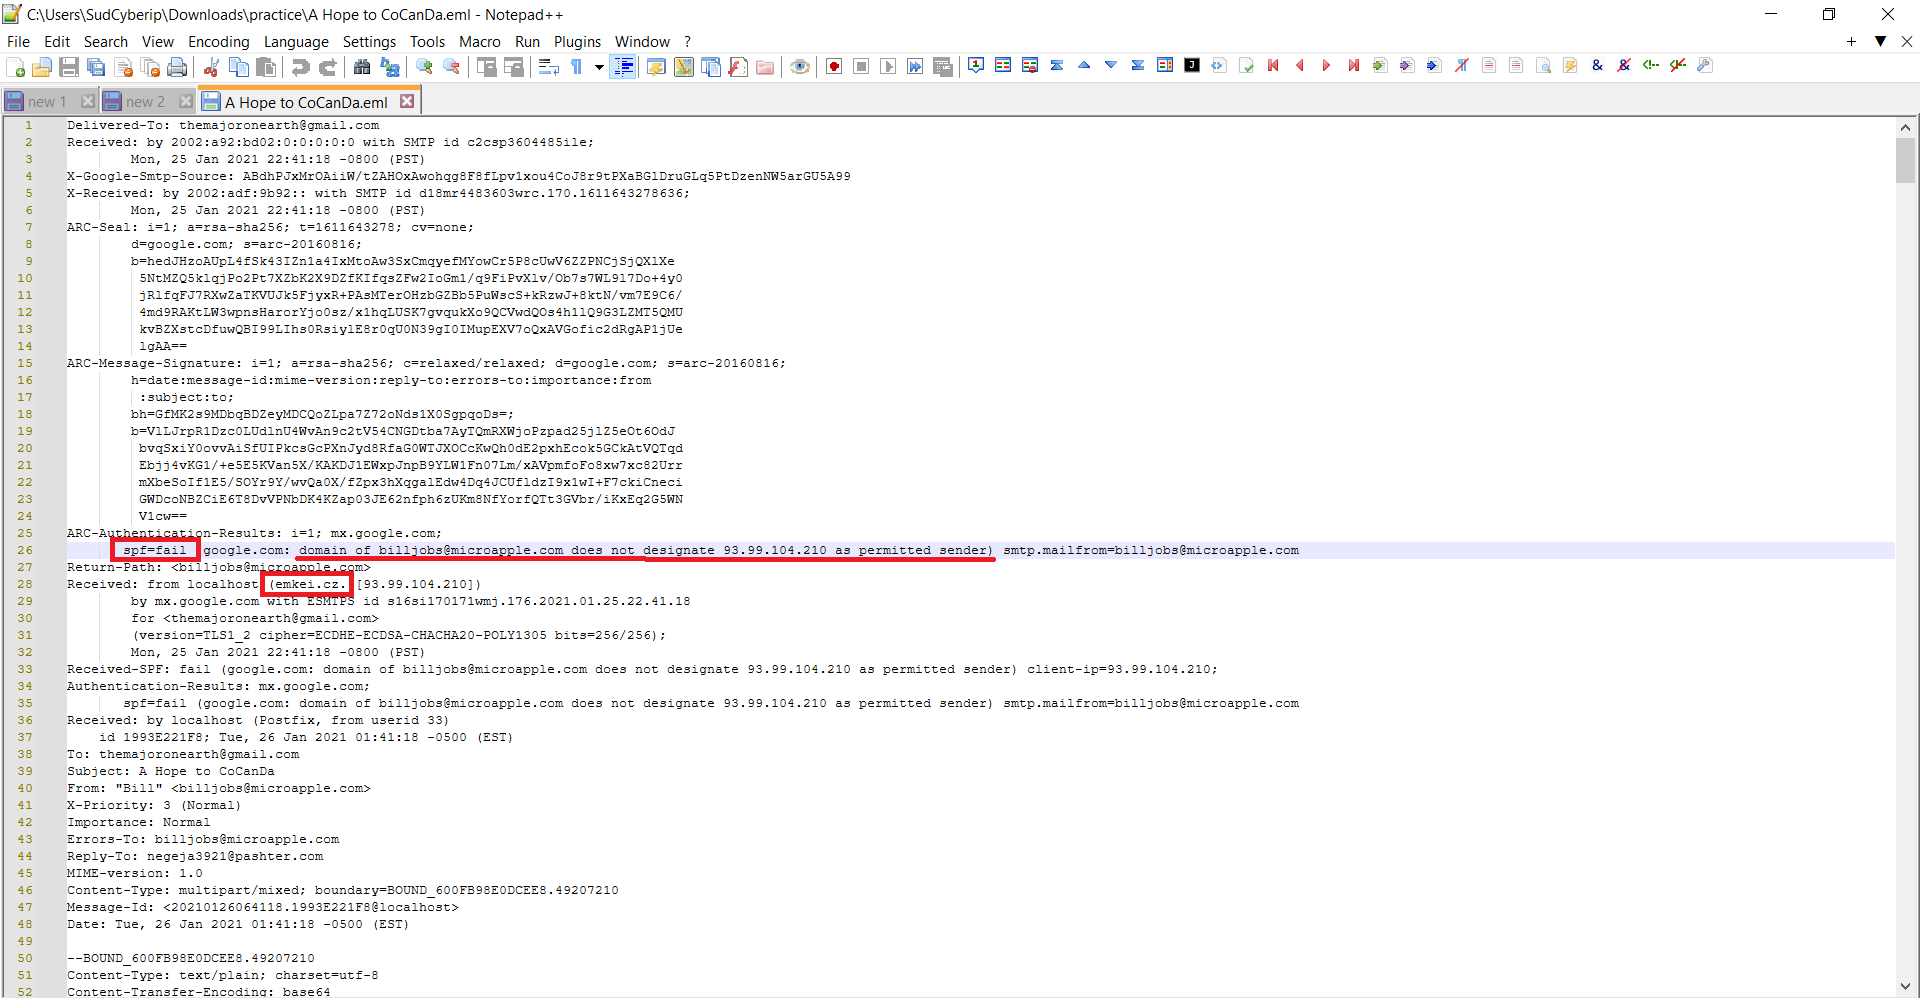 C:\Users\SudCyberip\Downloads\practice\A Hope to CoCanDa.eml - Notepad++
File Edit Search View Encoding Language Settings Tools Macro Run Plugins Window ?
new 1 new 2 A Hope to CoCanDa.eml
1 Delivered-To: themajoronearth@gmail.com
2 Received: by 2002:a92:bd02:0:0:0:0:0 with SMTP id c2csp3604485ile;
3 Mon, 25 Jan 2021 22:41:18 -0800 (PST)
4 X-Google-Smtp-Source: ABdhPJxMrOAiiW/tZAHOxAwohqg8F8fLpv1xou4CoJ8r9tPXaBGlDruGLq5PtDzenNW5arGU5A99
5 X-Received: by 2002:adf:9b92:: with SMTP id d18mr4483603wrc.170.1611643278636;
6 Mon, 25 Jan 2021 22:41:18 -0800 (PST)
7 ARC-Seal: i=1; a=rsa-sha256; t=1611643278; cv=none;
8 d=google.com; s=arc-20160816;
9 b=hedJHzoAUpL4fSk43IZn1a4IxMtoAw3SxCmqyefMYowCr5P8cUwV6ZZPNCjSjQXlXe
10 5NtMZQ5klqjPo2Pt7XZbK2X9DZfKIfqsZFw2IoGml/q9FiPvXlv/Ob7s7WL9l7Do+4y0
11 jRlfqFJ7RXwZaTKVUJk5FjyxR+PAsMTerOHzbGZBb5PuWscS+kRzwJ+8ktN/vm7E9C6/
12 4md9RAKtLW3wpnsHarorYjo0sz/x1hqLUSK7gvqukXo9QCVwdQOs4h1lQ9G3LZMT5QMU
13 kvBZXstcDfuwQBI99LIhs0RsiylE8r0qU0N39gI0IMupEXV7oQxAVGofic2dRgAP1jUe
14 lgAA==
15 ARC-Message-Signature: i=1; a=rsa-sha256; c=relaxed/relaxed; d=google.com; s=arc-20160816;
16 h=date:message-id:mime-version:reply-to:errors-to:importance:from
17 :subject:to;
18 bh=GfMK2s9MDbqBDZeyMDCQoZLpa7Z72oNds1X0SgpqoDs=;
19 b=VlLJrpR1Dzc0LUdlnU4WvAn9c2tV54CNGDtba7AyTQmRXWjoPzpad25jlZ5eOt6OdJ
20 bvqSxiY0ovvAiSfUIPkcsGcPXnJyd8RfaG0WTJXOCcKwQh0dE2pxhEcok5GCkAtVQTqd
21 Ebjj4vKG1/+e5E5KVan5X/KAKDJ1EWxpJnpB9YLW1Fn07Lm/xAVpmfoFo8xw7xc82Urr
22 mXbeSoIf1E5/SOYr9Y/wvQa0X/fZpx3hXqgalEdw4Dq4JCUfldzI9x1wI+F7ckiCneci
23 GWDcoNBZCiE6T8DvVPNbDK4KZap03JE62nfph6zUKm8NfYorfQTt3GVbr/iKxEq2G5WN
24 V1cw==
25 ARC-Authentication-Results: i=1; mx.google.com;
26 spf=fail google.com: domain of billjobs@microapple.com does not designate 93.99.104.210 as permitted sender) smtp.mailfrom=billjobs@microapple.com
27 Return-Path: <billjobs@microapple.com>
28 Received: from localhost (emkei.cz. [93.99.104.210])
29 by mx.google.com with ESMTPS id s16si170171wmj.176.2021.01.25.22.41.18
30 for <themajoronearth@gmail.com>
31 (version=TLS1_2 cipher=ECDHE-ECDSA-CHACHA20-POLY1305 bits=256/256);
32 Mon, 25 Jan 2021 22:41:18 -0800 (PST)
33 Received-SPF: fail (google.com: domain of billjobs@microapple.com does not designate 93.99.104.210 as permitted sender) client-ip=93.99.104.210;
34 Authentication-Results: mx.google.com;
35 spf=fail (google.com: domain of billjobs@microapple.com does not designate 93.99.104.210 as permitted sender) smtp.mailfrom=billjobs@microapple.com
36 Received: by localhost (Postfix, from userid 33)
37 id 1993E221F8; Tue, 26 Jan 2021 01:41:18 -0500 (EST)
38 To: themajoronearth@gmail.com
39 Subject: A Hope to CoCanDa
40 From: "Bill" <billjobs@microapple.com>
41 X-Priority: 3 (Normal)
42 Importance: Normal
43 Errors-To: billjobs@microapple.com
44 Reply-To: negeja3921@pashter.com
45 MIME-version: 1.0
46 Content-Type: multipart/mixed; boundary=BOUND_600FB98E0DCEE8.49207210
47 Message-Id: <20210126064118.1993E221F8@localhost>
48 Date: Tue, 26 Jan 2021 01:41:18 -0500 (EST)
49
50 --BOUND_600FB98E0DCEE8.49207210
51 Content-Type: text/plain; charset=utf-8
52 Content-Transfer-Encoding: base64